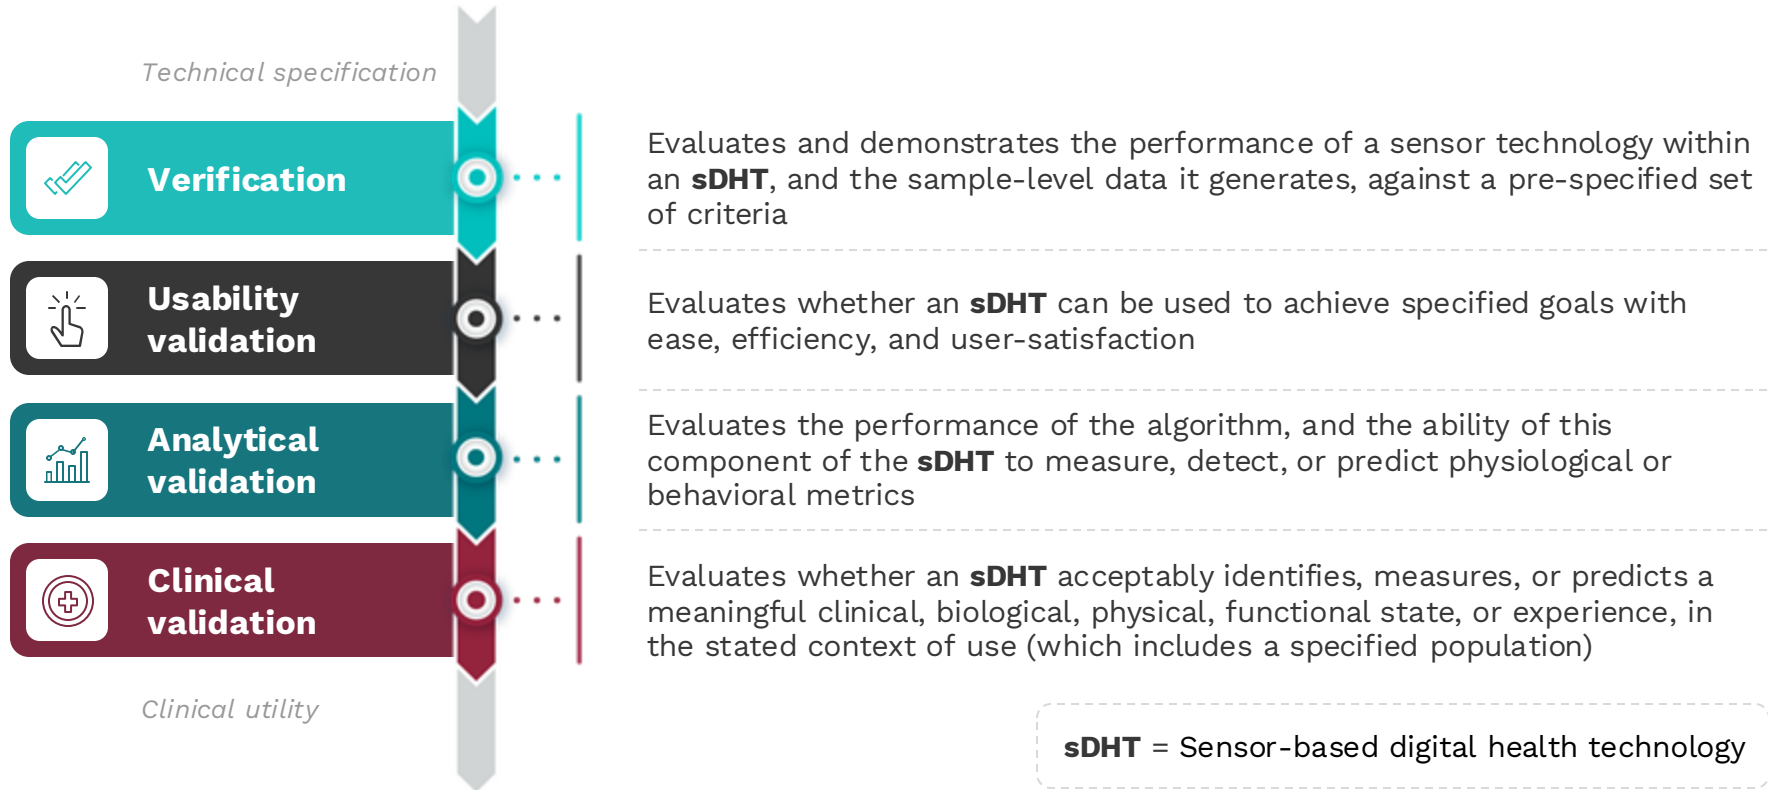 Technical specification
Verification
Evaluates and demonstrates the performance of a sensor technology within
an sDHT, and the sample-level data it generates, against a pre-specified set
of criteria
Usability
validation
Evaluates whether an sDHT can be used to achieve specified goals with
ease, efficiency, and user-satisfaction
Analytical
validation
Evaluates the performance of the algorithm, and the ability of this
component of the sDHT to measure, detect, or predict physiological or
behavioral metrics
Clinical
validation
Evaluates whether an sDHT acceptably identifies, measures, or predicts a
meaningful clinical, biological, physical, functional state, or experience, in
the stated context of use (which includes a specified population)
Clinical utility
sDHT = Sensor-based digital health technology